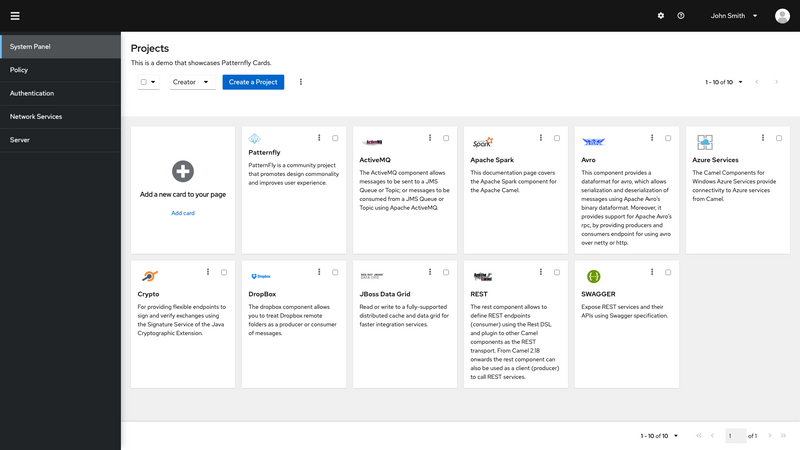 John Smith
System Panel
Policy
Authentication
Network Services
Server
Projects
This is a demo that showcases Patternfly Cards.
Creator
Create a Project
1 - 10 of 10
Add a new card to your page
Add card
Patternfly
PatternFly is a community project
that promotes design commonality
and improves user experience.
ActiveMQ
ActiveMQ
The ActiveMQ component allows
messages to be sent to a JMS
Queue or Topic; or messages to be
consumed from a JMS Queue or
Topic using Apache ActiveMQ.
Spark
Apache Spark
This documentation page covers
the Apache Spark component for
the Apache Camel.
Avro
This component provides a
dataformat for avro, which allows
serialization and deserialization of
messages using Apache Avro's
binary dataformat. Moreover, it
provides support for Apache Avro's
rpc, by providing producers and
consumers endpoint for using avro
over netty or http.
Azure Services
The Camel Components for
Windows Azure Services provide
connectivity to Azure services
from Camel.
Crypto
For providing flexible endpoints to
sign and verify exchanges using
the Signature Service of the Java
Cryptographic Extension.
Dropbox
DropBox
The dropbox component allows
you to treat Dropbox remote
folders as a producer or consumer
of messages.
JBoss Data Grid
Read or write to a fully-supported
distributed cache and data grid for
faster integration services.
REST
The rest component allows to
define REST endpoints
(consumer) using the Rest DSL
and plugin to other Camel
components as the REST
transport. From Camel 2.18
onwards the rest component can
also be used as a client (producer)
to call REST services.
SWAGGER
Expose REST services and their
APIs using Swagger specification.
1 - 10 of 10
1 of 1